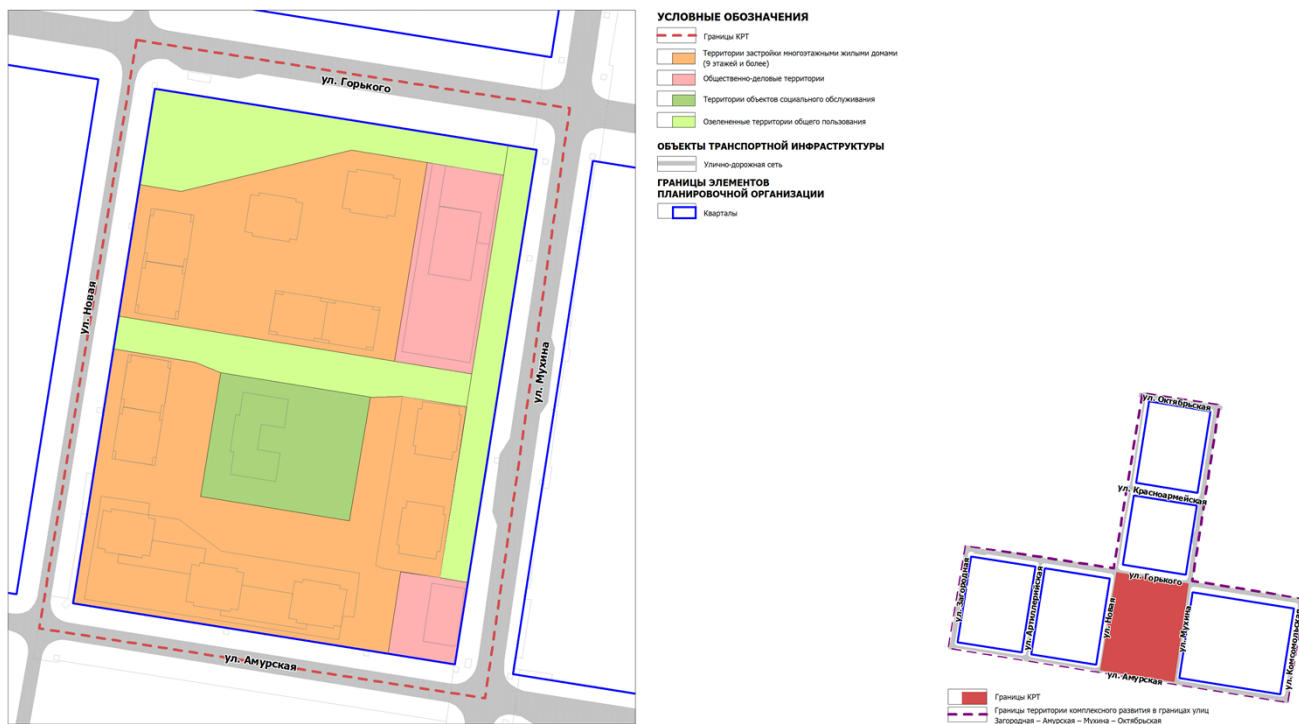 ул. Горького
ул. Новая
ул. Мухина
ул. Амурская
УСЛОВНЫЕ ОБОЗНАЧЕНИЯ
Границы КРТ
Территории застройки многоэтажными жилыми домами
(9 этажей и более)
Общественно-деловые территории
Территории объектов социального обслуживания
Озелененные территории общего пользования
ОБЪЕКТЫ ТРАНСПОРТНОЙ ИНФРАСТРУКТУРЫ
Улично-дорожная сеть
ГРАНИЦЫ ЭЛЕМЕНТОВ
ПЛАНИРОВОЧНОЙ ОРГАНИЗАЦИИ
Кварталы
ул. Октябрьская
ул. Красноармейская
ул. Горького
ул. Загородная
ул. Артиллерийская
ул. Новая
ул. Мухина
ул. Комсомольская
ул. Амурская
Границы КРТ
Границы территории комплексного развития в границах улиц
Загородная – Амурская – Мухина – Октябрьская